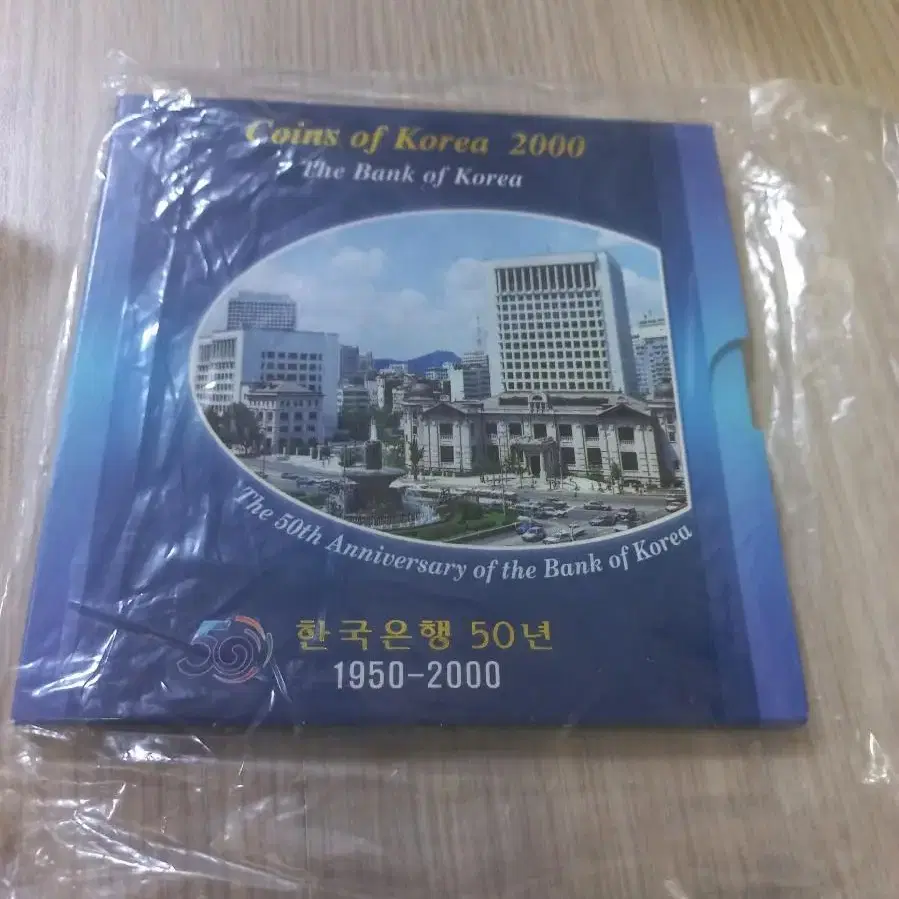 Coins of Korea 2000
The Bank of Korea
The 50th Anniversary of the Bank of Korea
50
한국은행 50년
1950-2000